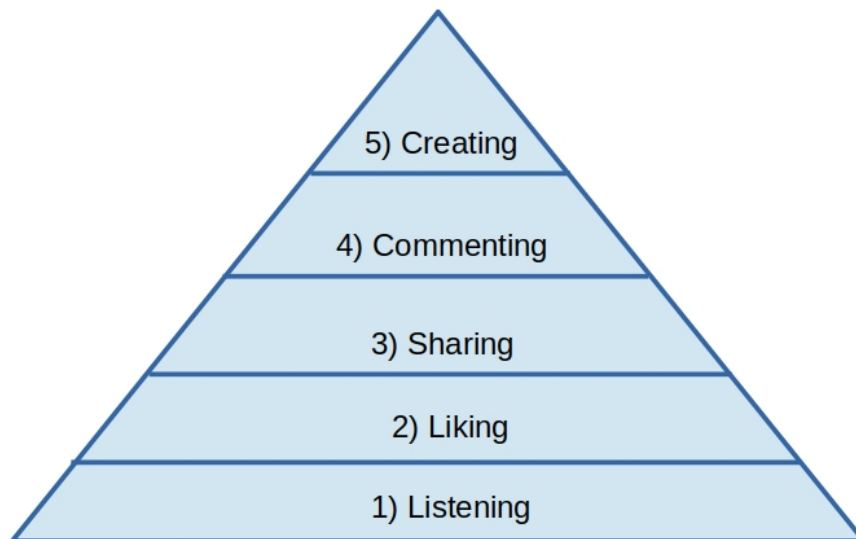 5) Creating
4) Commenting
3) Sharing
2) Liking
1) Listening